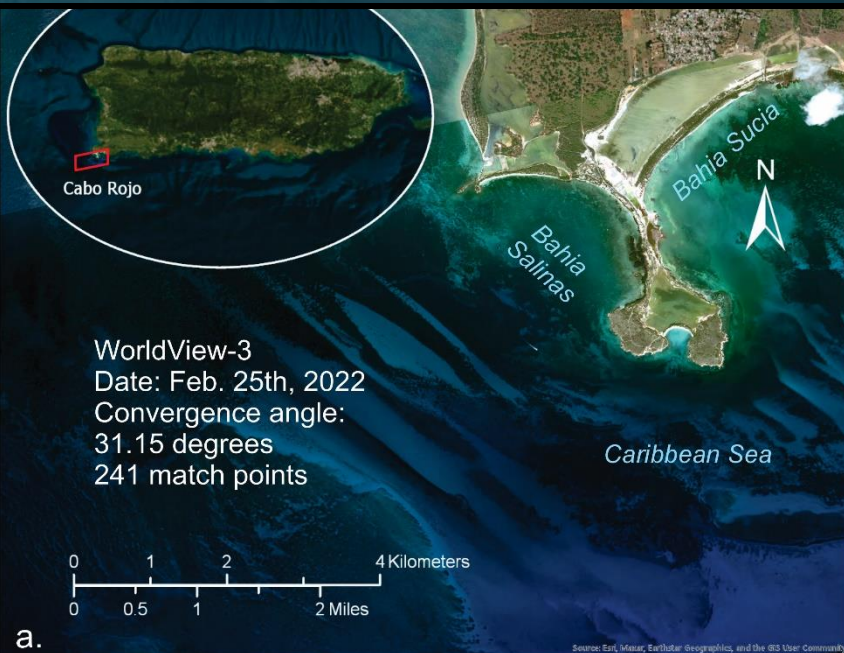 Cabo Rojo
Bahia Sucia
N
Bahia
Salinas
WorldView-3
Date: Feb. 25th, 2022
Convergence angle:
31.15 degrees
241 match points
Caribbean Sea
0 1 2 4 Kilometers
0 0.5 1 2 Miles
a.
Source: Esri, Maxar, Earthstar Geographics, and the GIS User Community